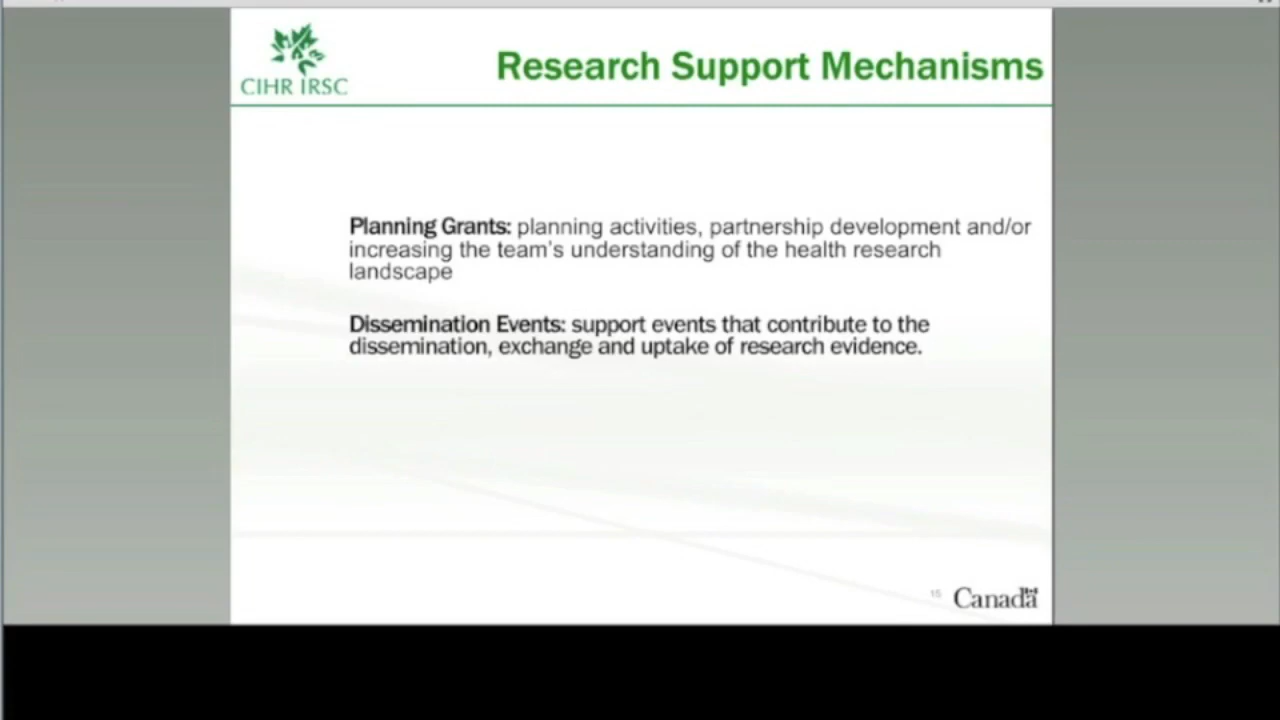 CIHR IRSC
Research Support Mechanisms
Planning Grants: planning activities, partnership development and/or
increasing the team's understanding of the health research
landscape
Dissemination Events: support events that contribute to the
dissemination, exchange and uptake of research evidence.
15
Canada